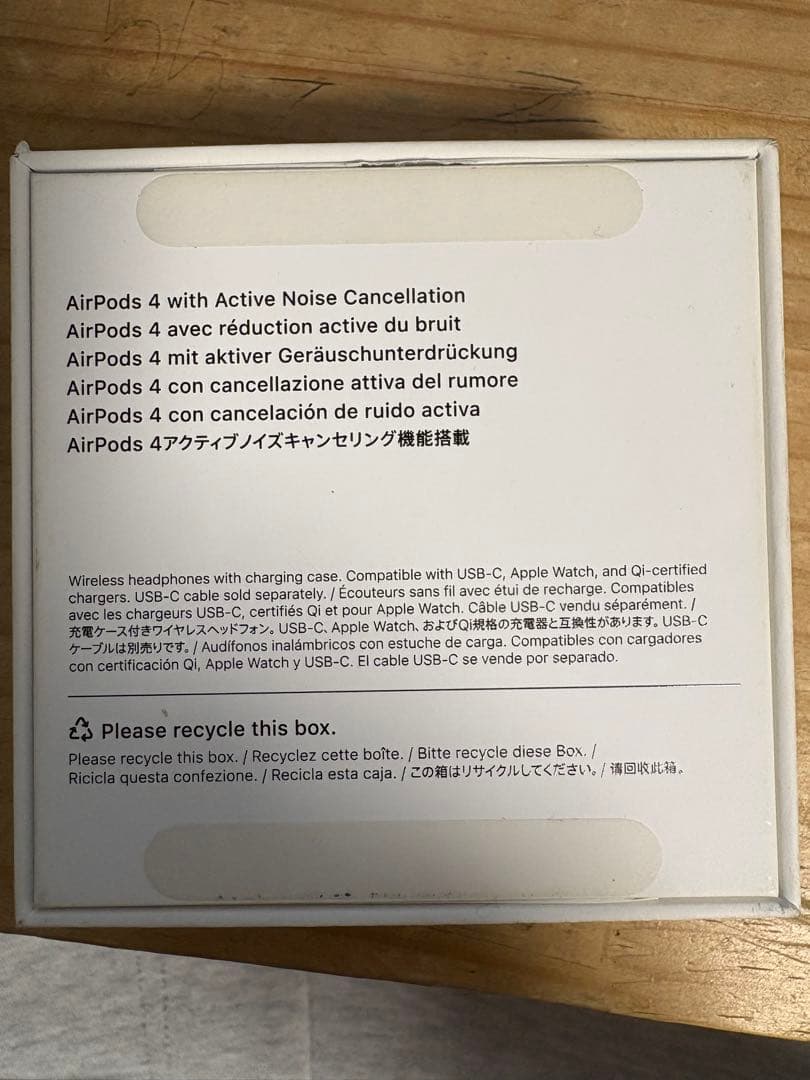 AirPods 4 with Active Noise Cancellation
AirPods 4 avec réduction active du bruit
AirPods 4 mit aktiver Geräuschunterdrückung
AirPods 4 con cancellazione attiva del rumore
AirPods 4 con cancelación de ruido activa
AirPods 4アクティブノイズキャンセリング機能搭載
Wireless headphones with charging case. Compatible with USB-C, Apple Watch, and Qi-certified
chargers. USB-C cable sold separately. / Écouteurs sans fil avec étui de recharge. Compatibles
avec les chargeurs USB-C, certifiés Qi et pour Apple Watch. Câble USB-C vendu séparément. /
充電ケース付きワイヤレスヘッドフォン。USB-C、Apple Watch、およびQi規格の充電器と互換性があります。USB-C
ケーブルは別売りです。/ Audífonos inalámbricos con estuche de carga. Compatibles con cargadores
con certificación Qi, Apple Watch y USB-C. El cable USB-C se vende por separado.
Please recycle this box.
Please recycle this box. / Recyclez cette boîte. / Bitte recycle diese Box. /
Ricicla questa confezione. / Recicla esta caja. / この箱はリサイクルしてください。/ 请回收此箱。